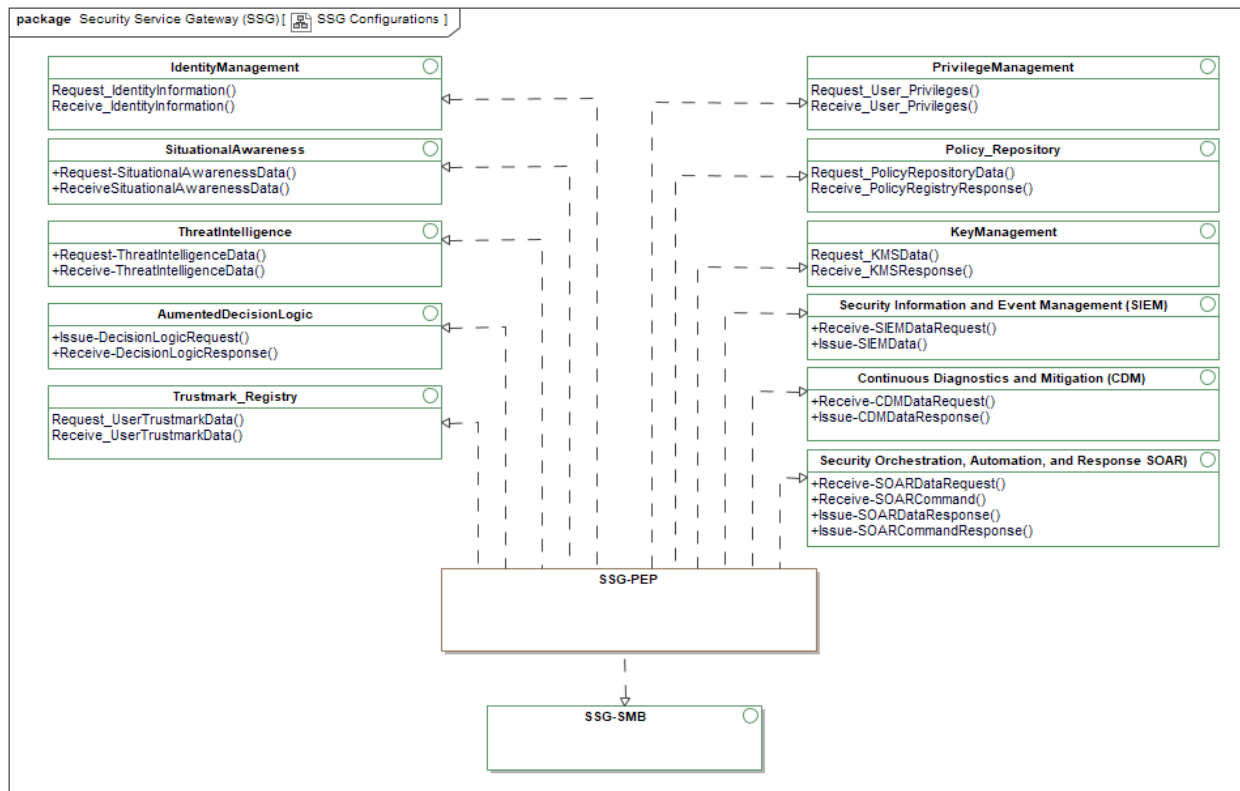 package Security Service Gateway (SSG) [ SSG Configurations ]
IdentityManagement
Request_IdentityInformation()
Receive_IdentityInformation()
SituationalAwareness
+Request-SituationalAwarenessData()
+ReceiveSituationalAwarenessData()
ThreatIntelligence
+Request-ThreatIntelligenceData()
+Receive-ThreatIntelligenceData()
AumentedDecisionLogic
+Issue-DecisionLogicRequest()
+Receive-DecisionLogicResponse()
Trustmark_Registry
Request_UserTrustmarkData()
Receive_UserTrustmarkData()
PrivilegeManagement
Request_User_Privileges()
Receive_User_Privileges()
Policy_Repository
Request_PolicyRepositoryData()
Receive_PolicyRegistryResponse()
KeyManagement
Request_KMSData()
Receive_KMSResponse()
Security Information and Event Management (SIEM)
+Receive-SIEMDataRequest()
+Issue-SIEMData()
Continuous Diagnostics and Mitigation (CDM)
+Receive-CDMDataRequest()
+Issue-CDMDataResponse()
Security Orchestration, Automation, and Response SOAR)
+Receive-SOARDataRequest()
+Receive-SOARCommand()
+Issue-SOARDataResponse()
+Issue-SOARCommandResponse()
SSG-PEP
SSG-SMB